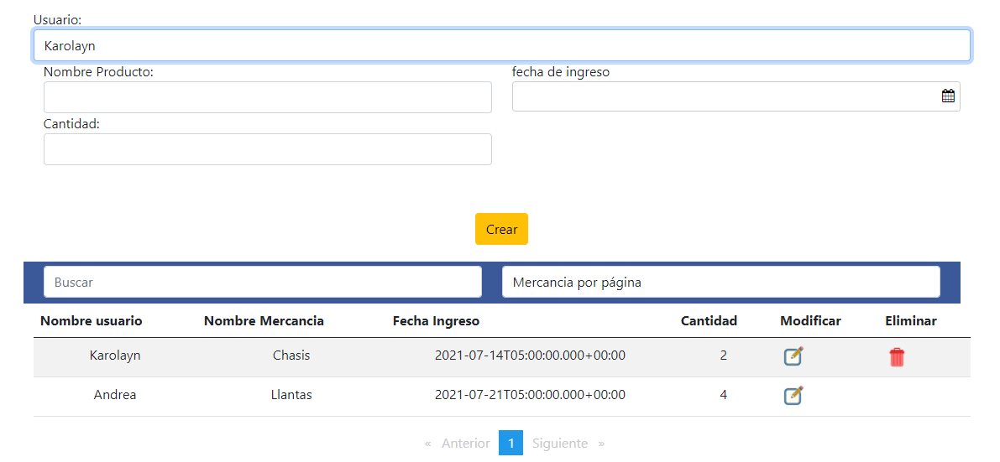 Usuario:
Karolayn
Nombre Producto: fecha de ingreso
Cantidad:
Crear
Buscar Mercancia por página
Nombre usuario Nombre Mercancia Fecha Ingreso Cantidad Modificar Eliminar
Karolayn Chasis 2021-07-14T05:00:00.000+00:00 2
Andrea Llantas 2021-07-21T05:00:00.000+00:00 4
« Anterior 1 Siguiente »